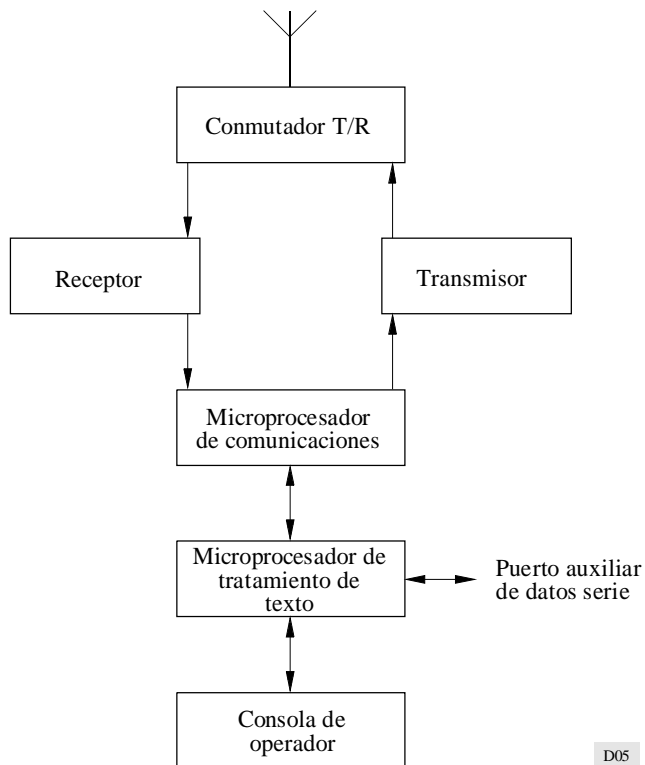 Conmutador T/R
Receptor
Transmisor
Microprocesador
de comunicaciones
Microprocesador de
tratamiento de
texto
Puerto auxiliar
de datos serie
Consola de
operador
D05